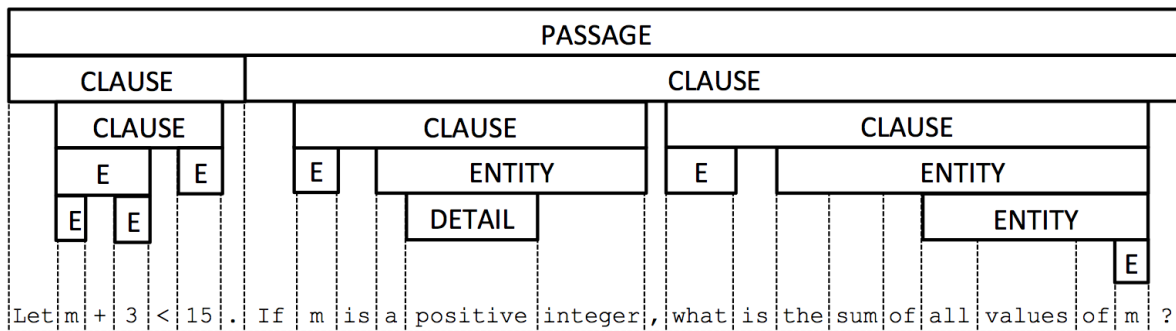 PASSAGE
CLAUSE CLAUSE
CLAUSE CLAUSE CLAUSE
E E E ENTITY E ENTITY
E E DETAIL ENTITY
E
Let m + 3 < 15 . If m is a positive integer , what is the sum of all values of m ?